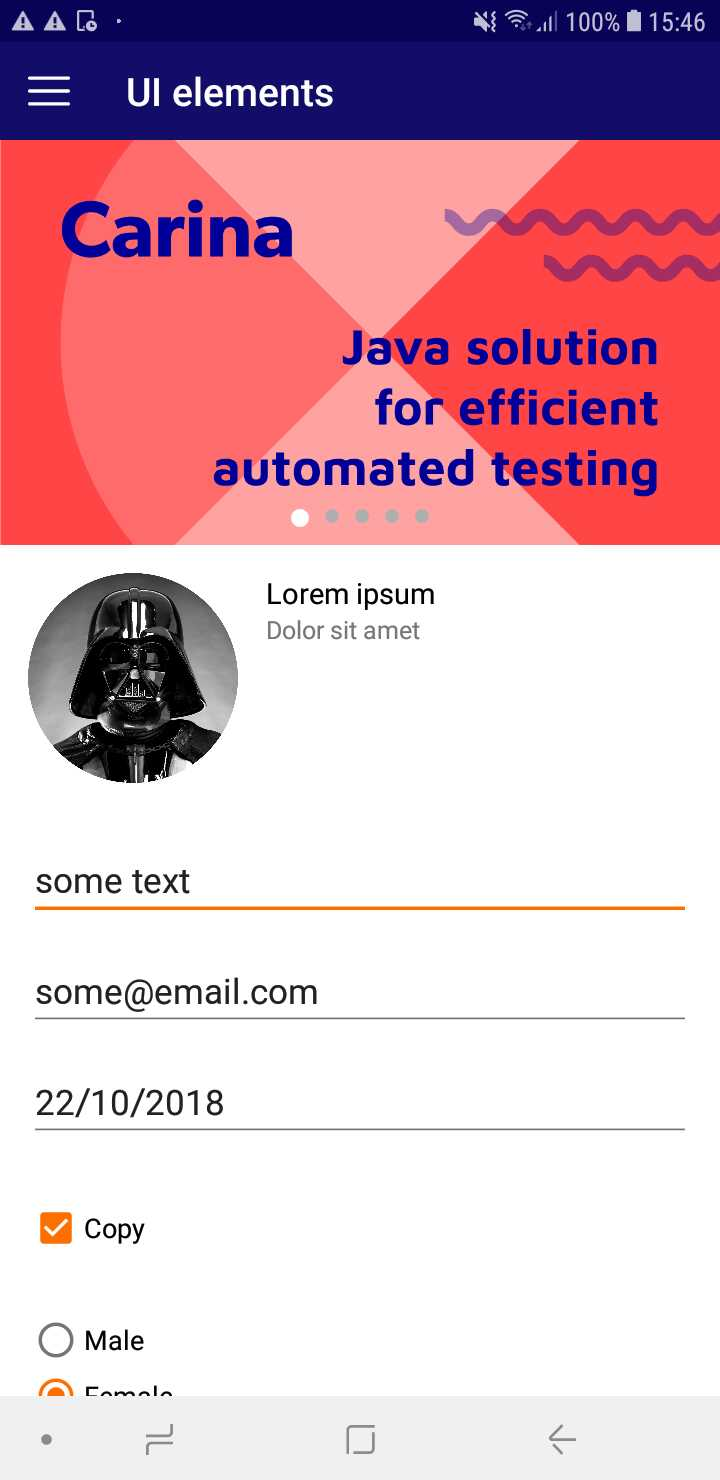 100% 15:46
UI elements
Carina
Java solution
for efficient
automated testing
Lorem ipsum
Dolor sit amet
some text
some@email.com
22/10/2018
Copy
Male
Female